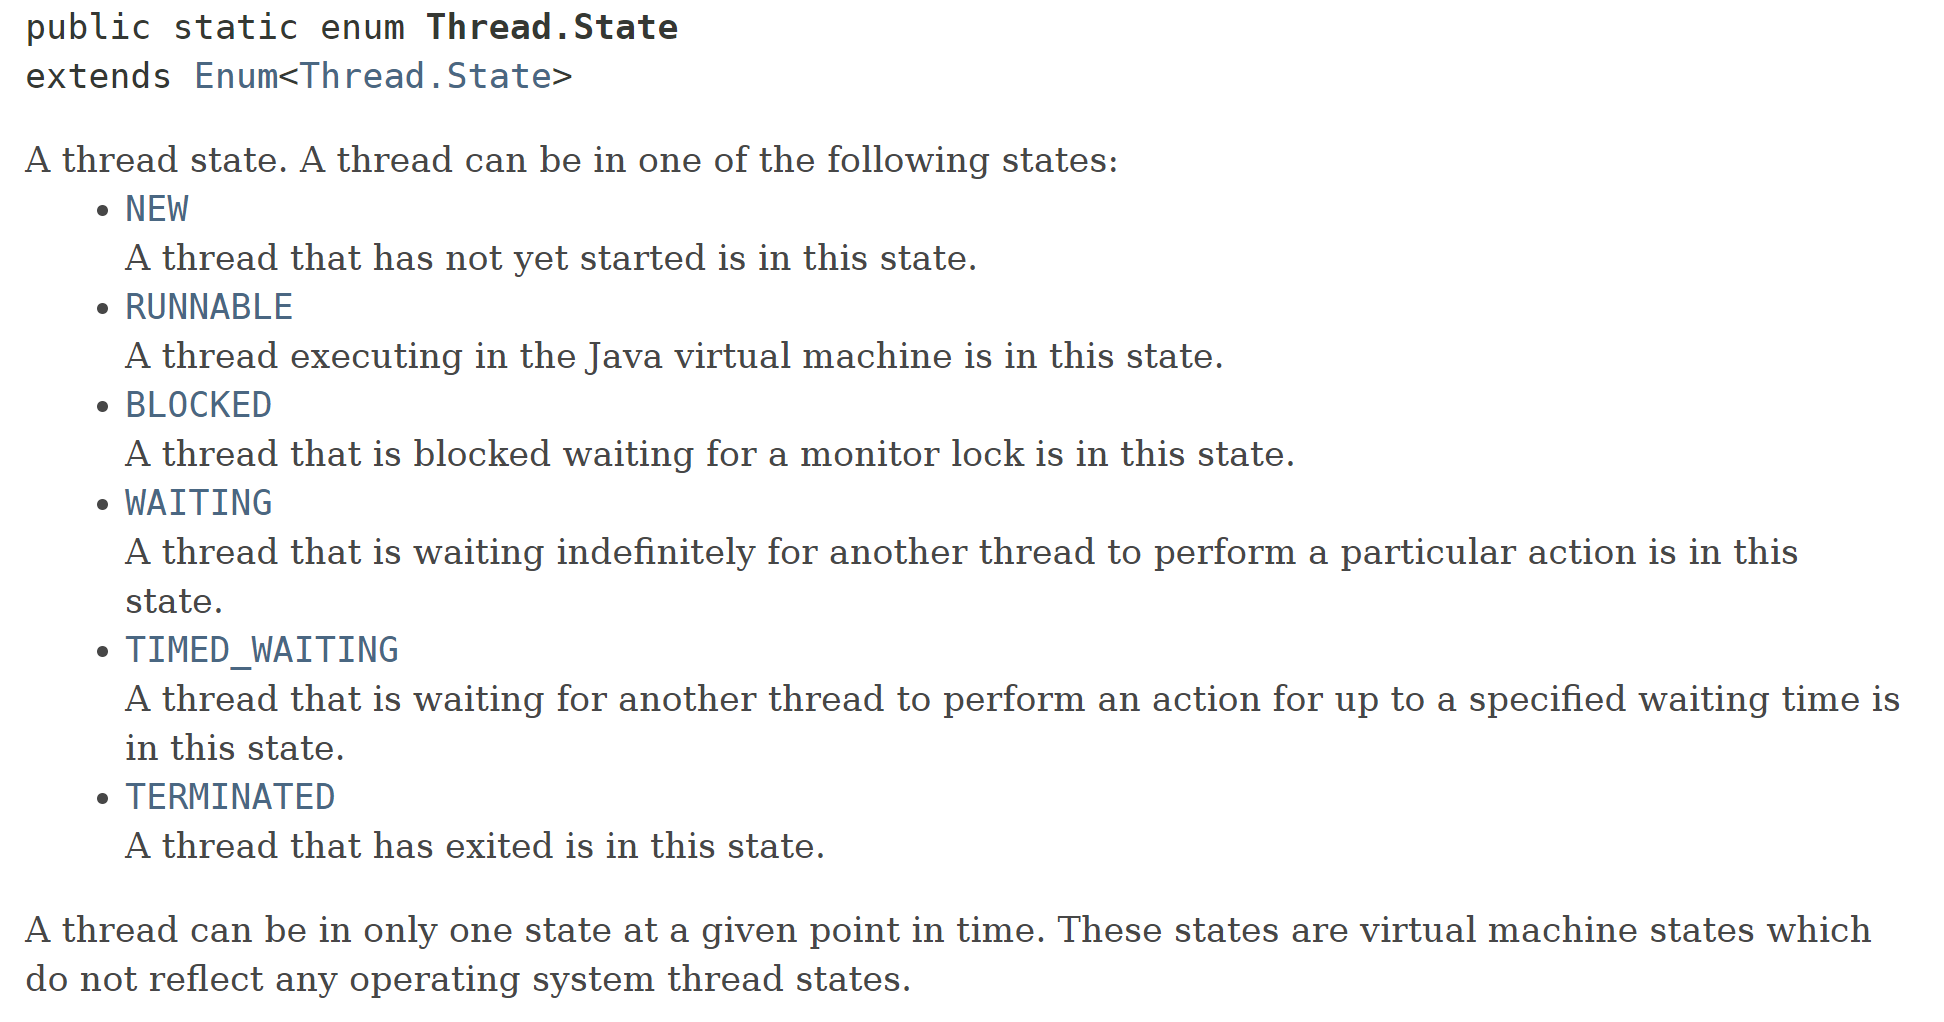 public static enum Thread.State
extends Enum<Thread.State>
A thread state. A thread can be in one of the following states:
• NEW
A thread that has not yet started is in this state.
• RUNNABLE
A thread executing in the Java virtual machine is in this state.
• BLOCKED
A thread that is blocked waiting for a monitor lock is in this state.
• WAITING
A thread that is waiting indefinitely for another thread to perform a particular action is in this
state.
• TIMED_WAITING
A thread that is waiting for another thread to perform an action for up to a specified waiting time is
in this state.
• TERMINATED
A thread that has exited is in this state.
A thread can be in only one state at a given point in time. These states are virtual machine states which
do not reflect any operating system thread states.